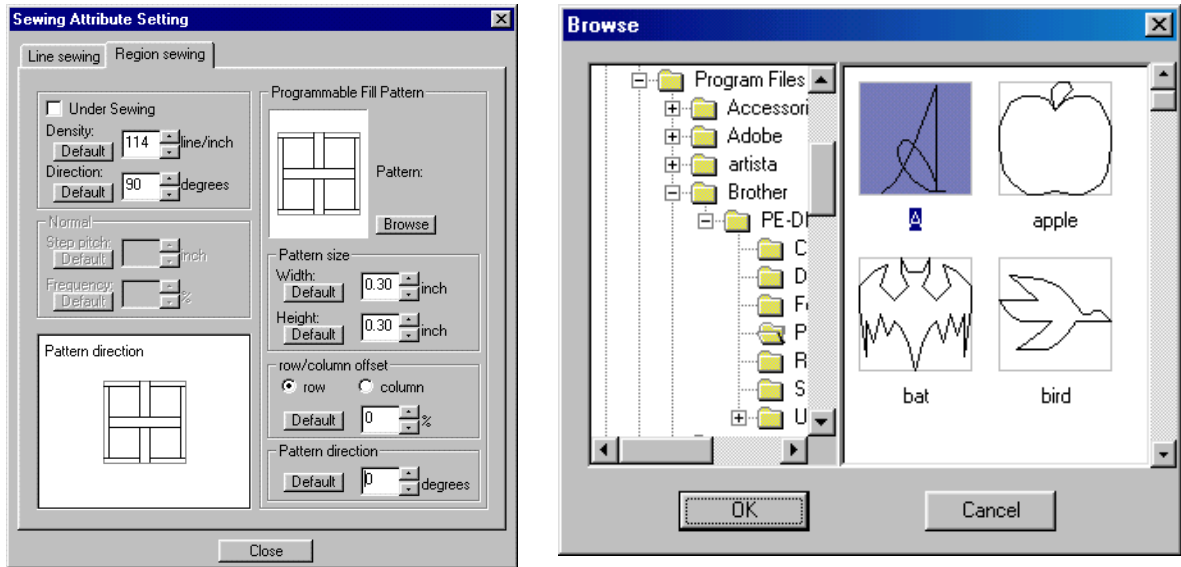 Sewing Attribute Setting
Line sewing
Region sewing
Under Sewing
Density:
Default 114 line/inch
Direction:
Default 90 degrees
Normal
Step pitch:
Default inch
Frequency:
Default %
Pattern direction
Programmable Fill Pattern
Pattern:
Browse
Pattern size
Width:
Default 0.30 inch
Height:
Default 0.30 inch
row/column offset
row column
Default 0 %
Pattern direction
Default 0 degrees
Close
Browse
Program Files
Accessori
Adobe
artista
Brother
PE-DI
C
D
Fo
P
R
S
U
A
apple
bat
bird
OK
Cancel